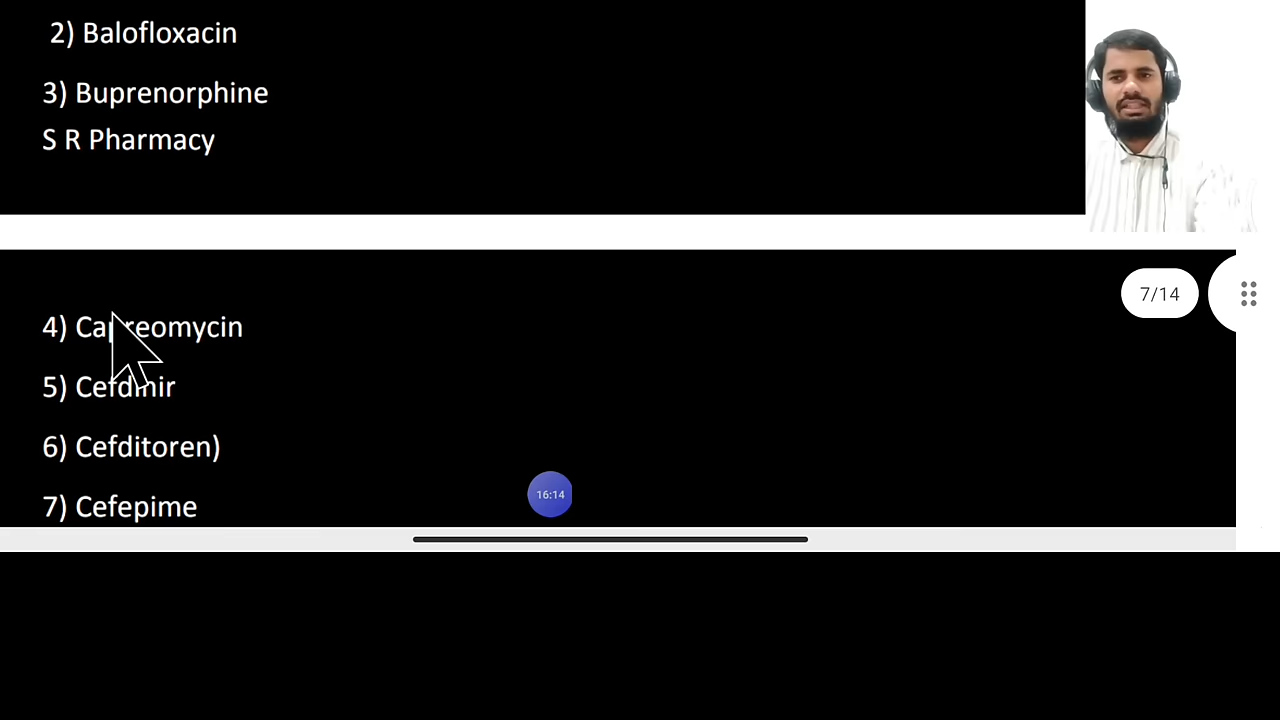 2) Balofloxacin
3) Buprenorphine
S R Pharmacy
7/14
4) Capreomycin
5) Cefdinir
6) Cefditoren)
7) Cefepime
16:14